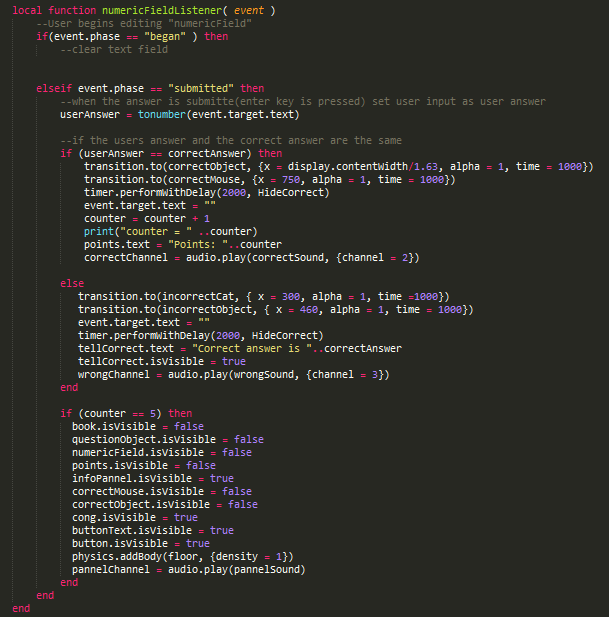 local function numericFieldListener( event )
--User begins editing "numericField"
if(event.phase == "began" ) then
--clear text field
elseif event.phase == "submitted" then
--when the answer is submitte(enter key is pressed) set user input as user answer
userAnswer = tonumber(event.target.text)
--if the users answer and the correct answer are the same
if (userAnswer == correctAnswer) then
transition.to(correctObject, {x = display.contentWidth/1.63, alpha = 1, time = 1000})
transition.to(correctMouse, {x = 750, alpha = 1, time = 1000})
timer.performWithDelay(2000, HideCorrect)
event.target.text = ""
counter = counter + 1
print("counter = " ..counter)
points.text = "Points: "..counter
correctChannel = audio.play(correctSound, {channel = 2})
else
transition.to(incorrectCat, { x = 300, alpha = 1, time =1000})
transition.to(incorrectObject, { x = 460, alpha = 1, time = 1000})
event.target.text = ""
timer.performWithDelay(2000, HideCorrect)
tellCorrect.text = "Correct answer is "..correctAnswer
tellCorrect.isVisible = true
wrongChannel = audio.play(wrongSound, {channel = 3})
end
if (counter == 5) then
book.isVisible = false
questionObject.isVisible = false
numericField.isVisible = false
points.isVisible = false
infoPannel.isVisible = true
correctMouse.isVisible = false
correctObject.isVisible = false
cong.isVisible = true
buttonText.isVisible = true
button.isVisible = true
physics.addBody(floor, {density = 1})
pannelChannel = audio.play(pannelSound)
end
end
end